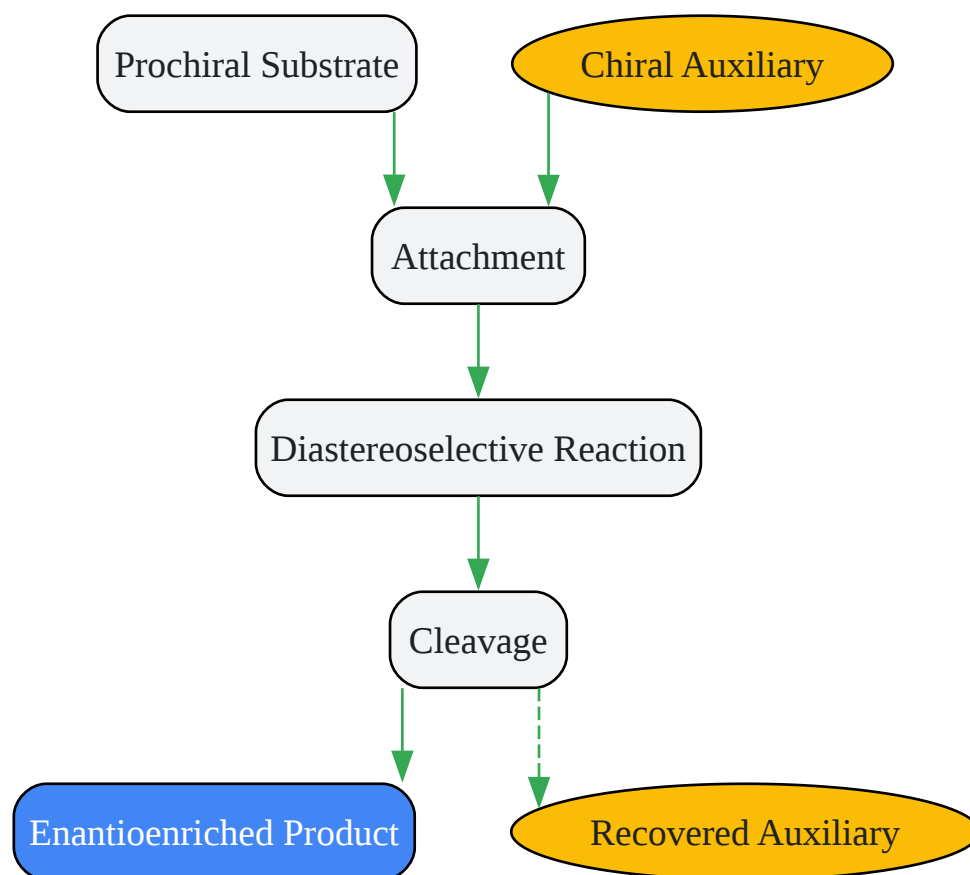 Prochiral Substrate
Chiral Auxiliary
Attachment
Diastereoselective Reaction
Cleavage
Enantioenriched Product
Recovered Auxiliary